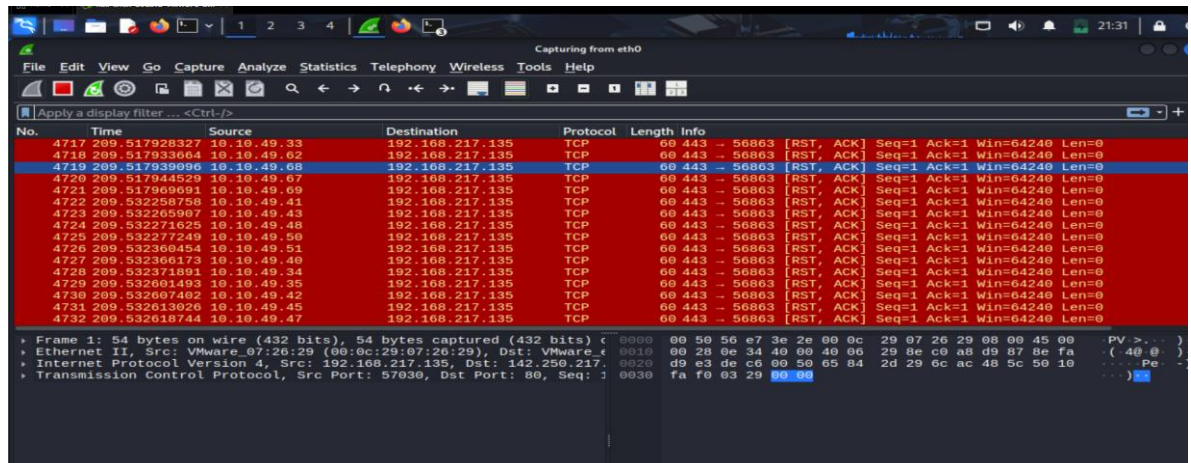 1 2 3 4 21:31
Capturing from eth0
File Edit View Go Capture Analyze Statistics Telephony Wireless Tools Help
Apply a display filter ... <Ctrl-/>
No. Time Source Destination Protocol Length Info
4717 209.517928327 10.10.49.33 192.168.217.135 TCP 60 443 → 56863 [RST, ACK] Seq=1 Ack=1 Win=64240 Len=0
4718 209.517933664 10.10.49.62 192.168.217.135 TCP 60 443 → 56863 [RST, ACK] Seq=1 Ack=1 Win=64240 Len=0
4719 209.517939096 10.10.49.68 192.168.217.135 TCP 60 443 → 56863 [RST, ACK] Seq=1 Ack=1 Win=64240 Len=0
4720 209.517944529 10.10.49.67 192.168.217.135 TCP 60 443 → 56863 [RST, ACK] Seq=1 Ack=1 Win=64240 Len=0
4721 209.517969691 10.10.49.69 192.168.217.135 TCP 60 443 → 56863 [RST, ACK] Seq=1 Ack=1 Win=64240 Len=0
4722 209.532258758 10.10.49.41 192.168.217.135 TCP 60 443 → 56863 [RST, ACK] Seq=1 Ack=1 Win=64240 Len=0
4723 209.532265907 10.10.49.43 192.168.217.135 TCP 60 443 → 56863 [RST, ACK] Seq=1 Ack=1 Win=64240 Len=0
4724 209.532271625 10.10.49.48 192.168.217.135 TCP 60 443 → 56863 [RST, ACK] Seq=1 Ack=1 Win=64240 Len=0
4725 209.532277249 10.10.49.50 192.168.217.135 TCP 60 443 → 56863 [RST, ACK] Seq=1 Ack=1 Win=64240 Len=0
4726 209.532360454 10.10.49.51 192.168.217.135 TCP 60 443 → 56863 [RST, ACK] Seq=1 Ack=1 Win=64240 Len=0
4727 209.532366173 10.10.49.40 192.168.217.135 TCP 60 443 → 56863 [RST, ACK] Seq=1 Ack=1 Win=64240 Len=0
4728 209.532371891 10.10.49.34 192.168.217.135 TCP 60 443 → 56863 [RST, ACK] Seq=1 Ack=1 Win=64240 Len=0
4729 209.532601493 10.10.49.35 192.168.217.135 TCP 60 443 → 56863 [RST, ACK] Seq=1 Ack=1 Win=64240 Len=0
4730 209.532607402 10.10.49.42 192.168.217.135 TCP 60 443 → 56863 [RST, ACK] Seq=1 Ack=1 Win=64240 Len=0
4731 209.532613026 10.10.49.45 192.168.217.135 TCP 60 443 → 56863 [RST, ACK] Seq=1 Ack=1 Win=64240 Len=0
4732 209.532618744 10.10.49.47 192.168.217.135 TCP 60 443 → 56863 [RST, ACK] Seq=1 Ack=1 Win=64240 Len=0
Frame 1: 54 bytes on wire (432 bits), 54 bytes captured (432 bits) 0000 00 50 56 e7 3e 2e 00 0c 29 07 26 29 08 00 45 00 ·PV·>.·· )
Ethernet II, Src: VMware_07:26:29 (00:0c:29:07:26:29), Dst: VMware_e 0010 00 28 0e 34 40 00 40 06 29 8e c0 a8 d9 87 8e fa ·(·4@·@· )
Internet Protocol Version 4, Src: 192.168.217.135, Dst: 142.250.217. 0020 d9 e3 de c6 00 50 65 84 2d 29 6c ac 48 5c 50 10 ·····Pe· -
Transmission Control Protocol, Src Port: 57030, Dst Port: 80, Seq: 1 0030 fa f0 03 29 00 00 ···)··